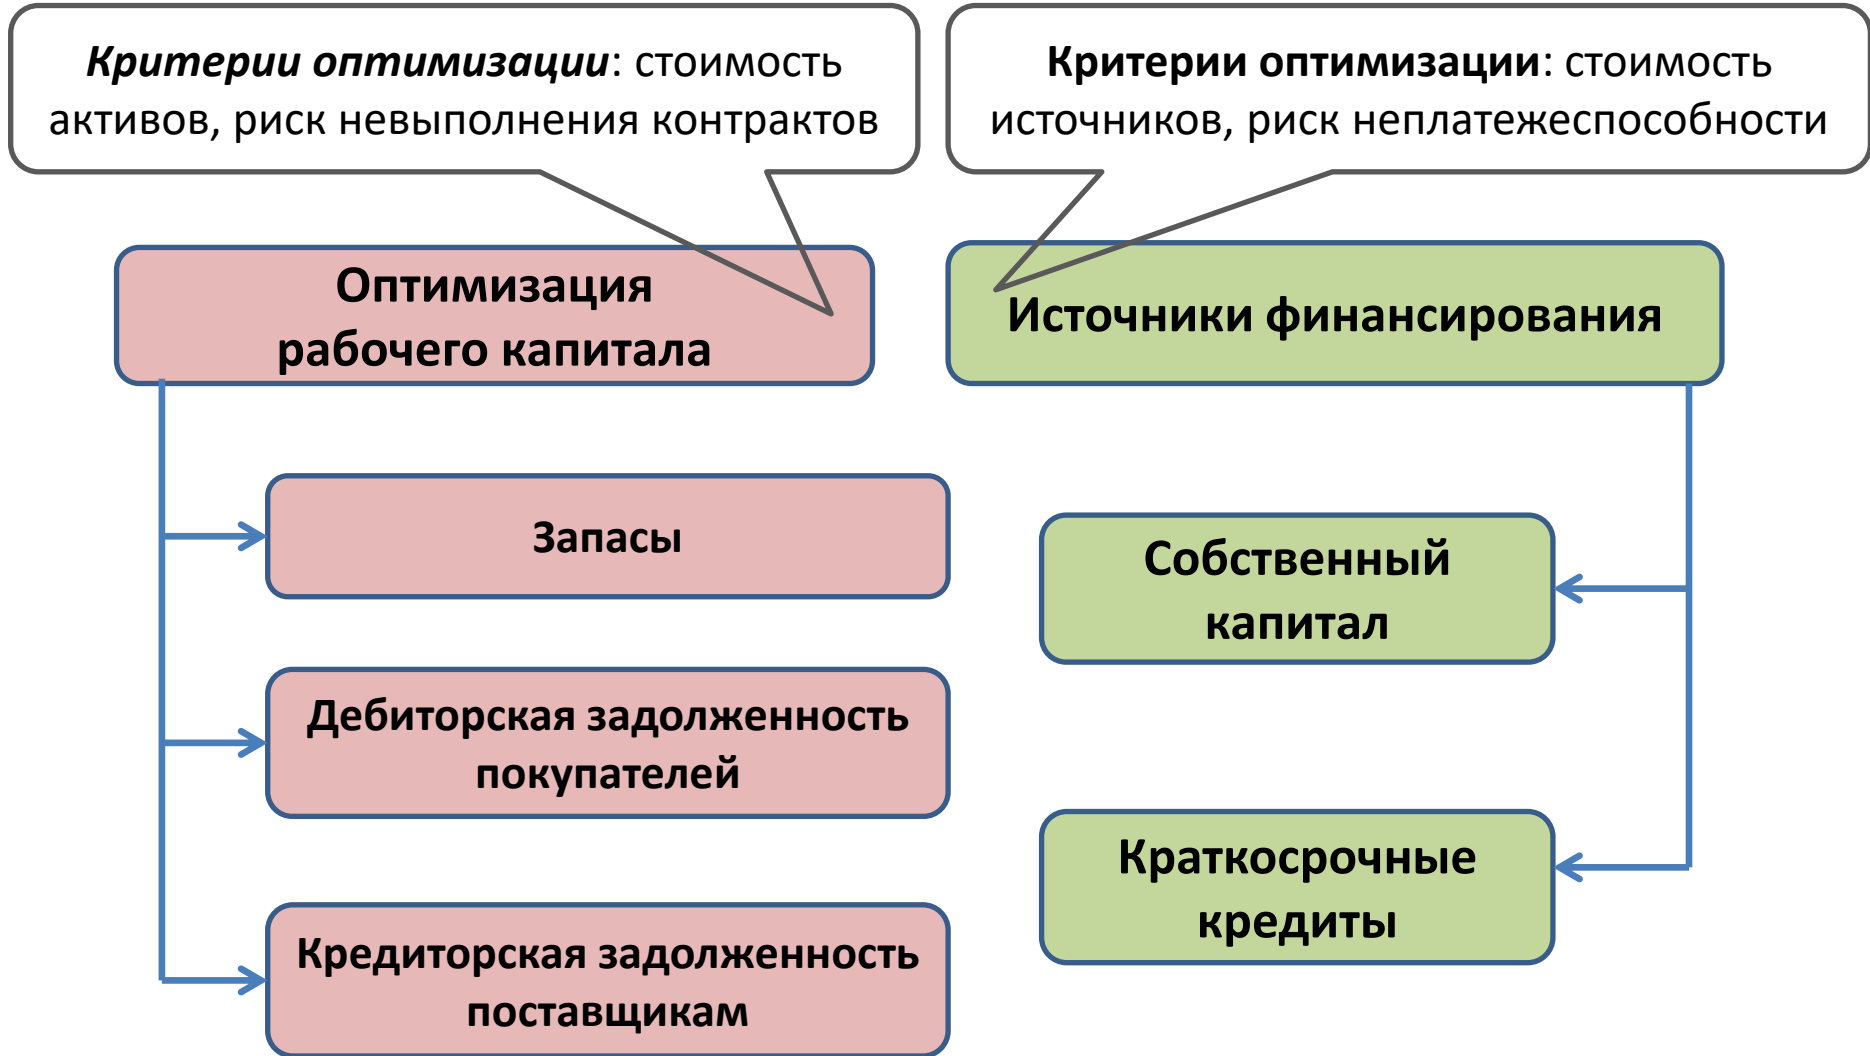 Критерии оптимизации: стоимость
активов, риск невыполнения контрактов
Критерии оптимизации: стоимость
источников, риск неплатежеспособности
Оптимизация
рабочего капитала
Источники финансирования
Запасы
Дебиторская задолженность
покупателей
Кредиторская задолженность
поставщикам
Собственный
капитал
Краткосрочные
кредиты